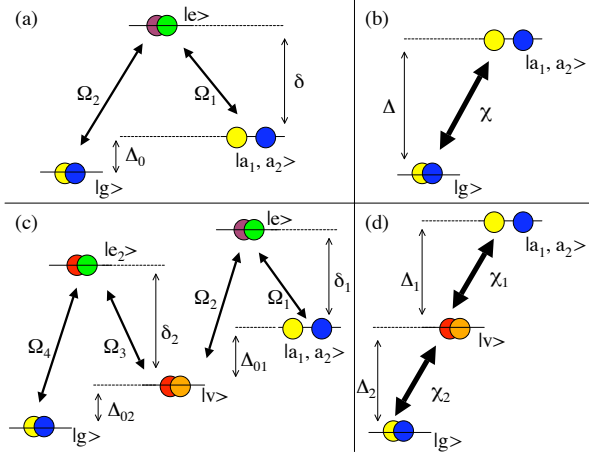 (a)
|e>
Ω₂
Ω₁
δ
Δ₀
|a₁, a₂>
|g>
(b)
|a₁, a₂>
Δ
χ
|g>
(c)
|e>
|e₂>
Ω₂
Ω₁
δ₁
Ω₄
Ω₃
δ₂
|a₁, a₂>
Δ₀₁
|v>
Δ₀₂
|g>
(d)
|a₁, a₂>
Δ₁
χ₁
|v>
Δ₂
χ₂
|g>